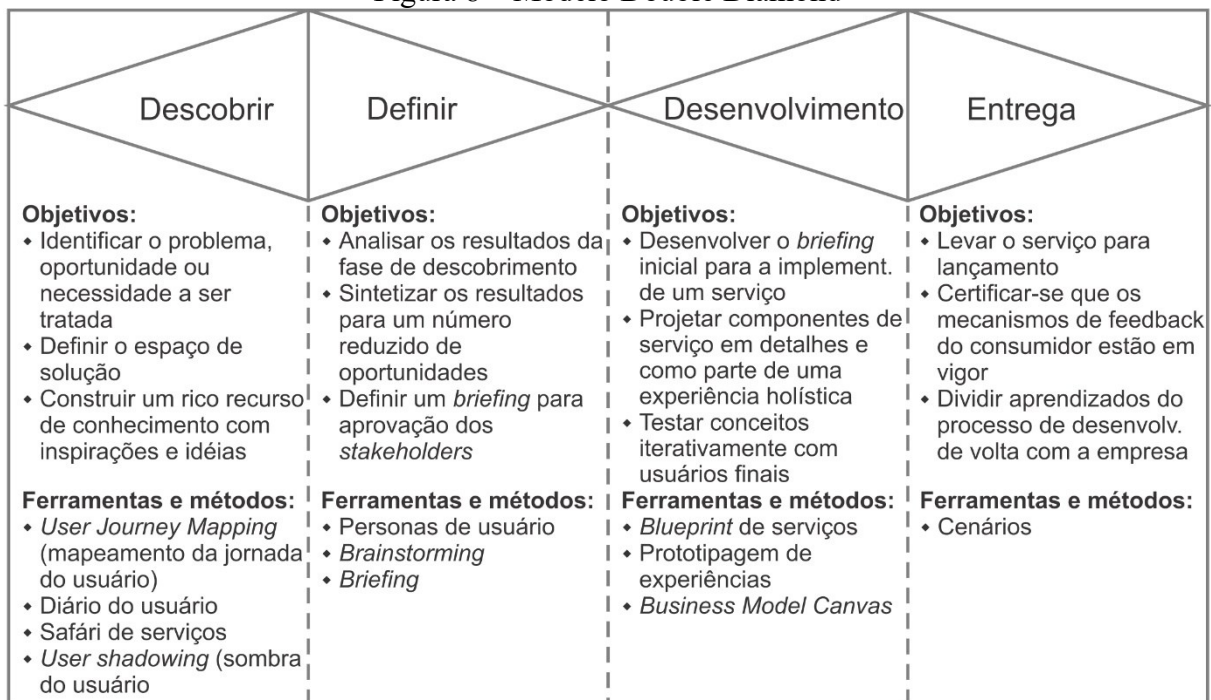 Descobrir
Definir
Desenvolvimento
Entrega
Objetivos:
• Identificar o problema,
oportunidade ou
necessidade a ser
tratada
• Definir o espaço de
solução
• Construir um rico recurso
de conhecimento com
inspirações e idéias
Ferramentas e métodos:
• User Journey Mapping
(mapeamento da jornada
do usuário)
• Diário do usuário
• Safári de serviços
• User shadowing (sombra
do usuário
Objetivos:
• Analisar os resultados da
fase de descobrimento
• Sintetizar os resultados
para um número
reduzido de
oportunidades
• Definir um briefing para
aprovação dos
stakeholders
Ferramentas e métodos:
• Personas de usuário
• Brainstorming
• Briefing
Objetivos:
• Desenvolver o briefing
inicial para a implement.
de um serviço
• Projetar componentes de
serviço em detalhes e
como parte de uma
experiência holística
• Testar conceitos
iterativamente com
usuários finais
Ferramentas e métodos:
• Blueprint de serviços
• Prototipagem de
experiências
• Business Model Canvas
Objetivos:
• Levar o serviço para
lançamento
• Certificar-se que os
mecanismos de feedback
do consumidor estão em
vigor
• Dividir aprendizados do
processo de desenvolv.
de volta com a empresa
Ferramentas e métodos:
• Cenários